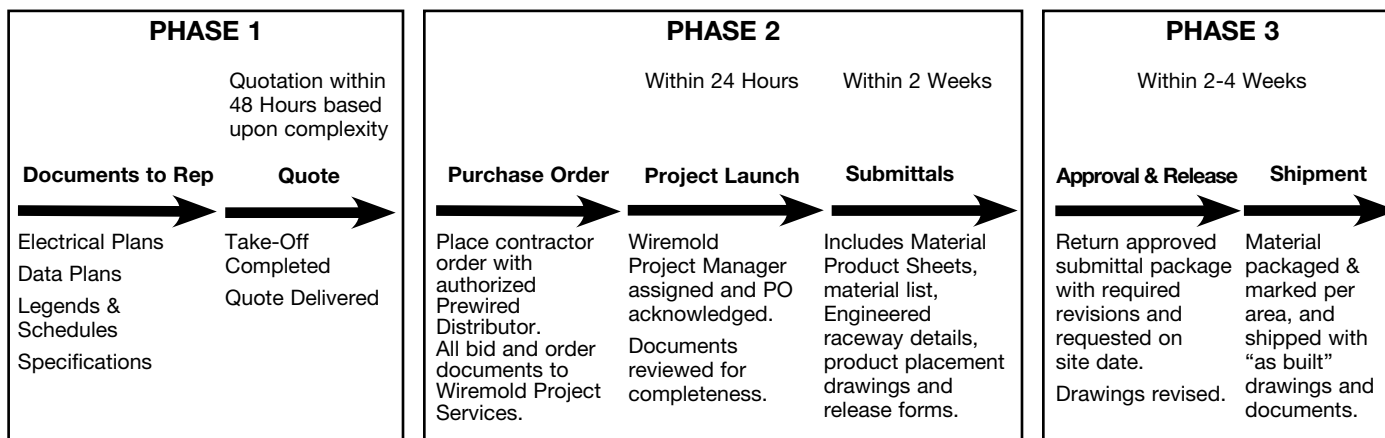 PHASE 1
Quotation within
48 Hours based
upon complexity
Documents to Rep
Electrical Plans
Data Plans
Legends &
Schedules
Specifications
Quote
Take-Off
Completed
Quote Delivered
PHASE 2
Within 24 Hours
Within 2 Weeks
Purchase Order
Place contractor
order with
authorized
Prewired
Distributor.
All bid and order
documents to
Wiremold Project
Services.
Project Launch
Wiremold
Project Manager
assigned and PO
acknowledged.
Documents
reviewed for
completeness.
Submittals
Includes Material
Product Sheets,
material list,
Engineered
raceway details,
product placement
drawings and
release forms.
PHASE 3
Within 2-4 Weeks
Approval & Release
Return approved
submittal package
with required
revisions and
requested on
site date.
Drawings revised.
Shipment
Material
packaged &
marked per
area, and
shipped with
“as built”
drawings and
documents.